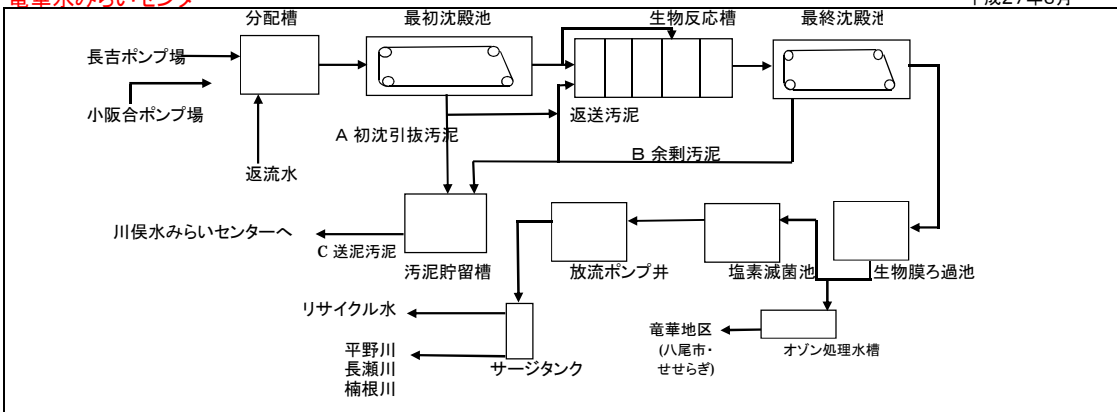 竜華水みらいセンター
平成27年8月
分配槽
最初沈殿池
生物反応槽
最終沈殿池
長吉ポンプ場
小阪合ポンプ場
返流水
A 初沈引抜汚泥
返送汚泥
B 余剰汚泥
川俣水みらいセンターへ
C 送泥汚泥
汚泥貯留槽
放流ポンプ井
塩素滅菌池
生物膜ろ過池
リサイクル水
平野川
長瀬川
楠根川
サージタンク
竜華地区
(八尾市・
せせらぎ)
オゾン処理水槽